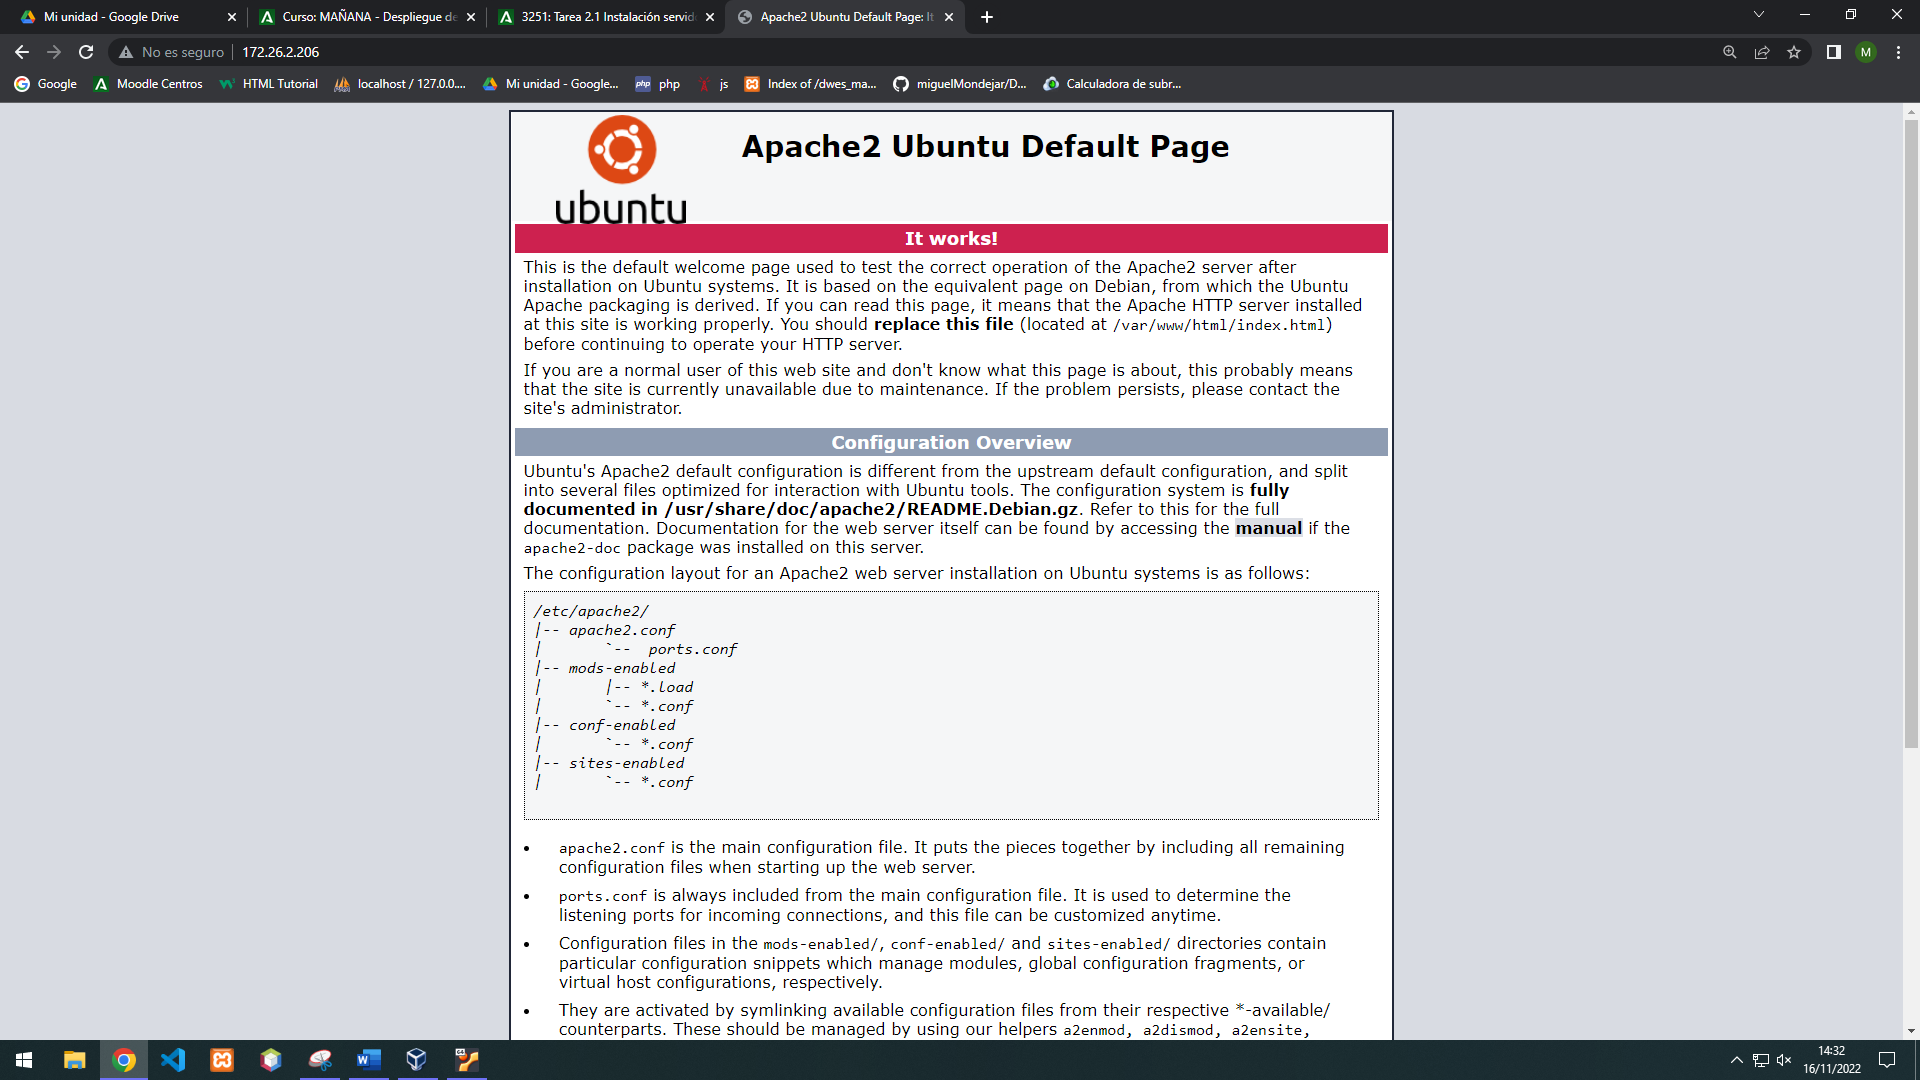 Mi unidad - Google Drive
Curso: MAÑANA - Despliegue de
3251: Tarea 2.1 Instalación servid
Apache2 Ubuntu Default Page: It
No es seguro
172.26.2.206
M
Google
Moodle Centros
HTML Tutorial
localhost / 127.0.0....
Mi unidad - Google...
php
php
js
Index of /dwes_ma...
miguelMondejar/D...
Calculadora de subr...
ubuntu
Apache2 Ubuntu Default Page
It works!
This is the default welcome page used to test the correct operation of the Apache2 server after
installation on Ubuntu systems. It is based on the equivalent page on Debian, from which the Ubuntu
Apache packaging is derived. If you can read this page, it means that the Apache HTTP server installed
at this site is working properly. You should replace this file (located at /var/www/html/index.html)
before continuing to operate your HTTP server.
If you are a normal user of this web site and don't know what this page is about, this probably means
that the site is currently unavailable due to maintenance. If the problem persists, please contact the
site's administrator.
Configuration Overview
Ubuntu's Apache2 default configuration is different from the upstream default configuration, and split
into several files optimized for interaction with Ubuntu tools. The configuration system is fully
documented in /usr/share/doc/apache2/README.Debian.gz. Refer to this for the full
documentation. Documentation for the web server itself can be found by accessing the manual if the
apache2-doc package was installed on this server.
The configuration layout for an Apache2 web server installation on Ubuntu systems is as follows:
/etc/apache2/
|-- apache2.conf
|       `--  ports.conf
|-- mods-enabled
|       |-- *.load
|       `-- *.conf
|-- conf-enabled
|       `-- *.conf
|-- sites-enabled
|       `-- *.conf
• apache2.conf is the main configuration file. It puts the pieces together by including all remaining
configuration files when starting up the web server.
• ports.conf is always included from the main configuration file. It is used to determine the
listening ports for incoming connections, and this file can be customized anytime.
• Configuration files in the mods-enabled/, conf-enabled/ and sites-enabled/ directories contain
particular configuration snippets which manage modules, global configuration fragments, or
virtual host configurations, respectively.
• They are activated by symlinking available configuration files from their respective *-available/
counterparts. These should be managed by using our helpers a2enmod, a2dismod, a2ensite,
14:32
16/11/2022